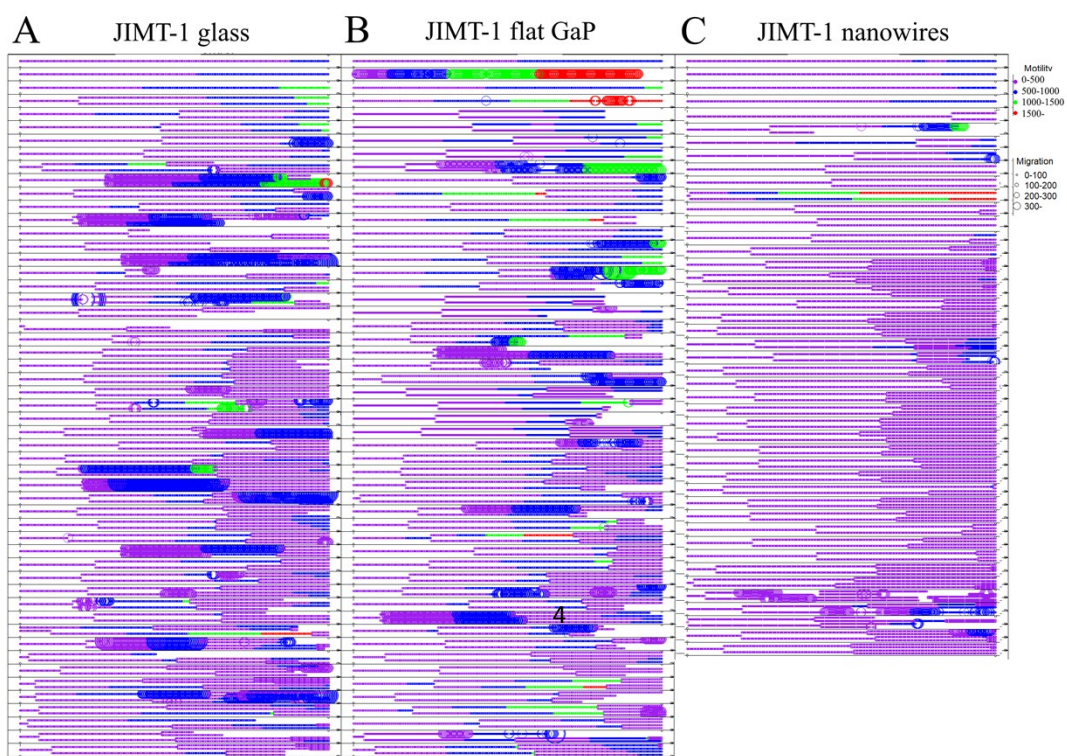 A JIMT-1 glass
B JIMT-1 flat GaP
C JIMT-1 nanowires
Motility
0-500
500-1000
1000-1500
1500-
Migration
0-100
100-200
200-300
300-
4